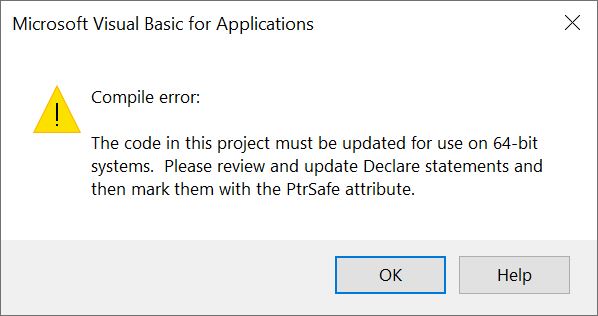 Microsoft Visual Basic for Applications
Compile error:
The code in this project must be updated for use on 64-bit
systems.  Please review and update Declare statements and
then mark them with the PtrSafe attribute.
OK
Help